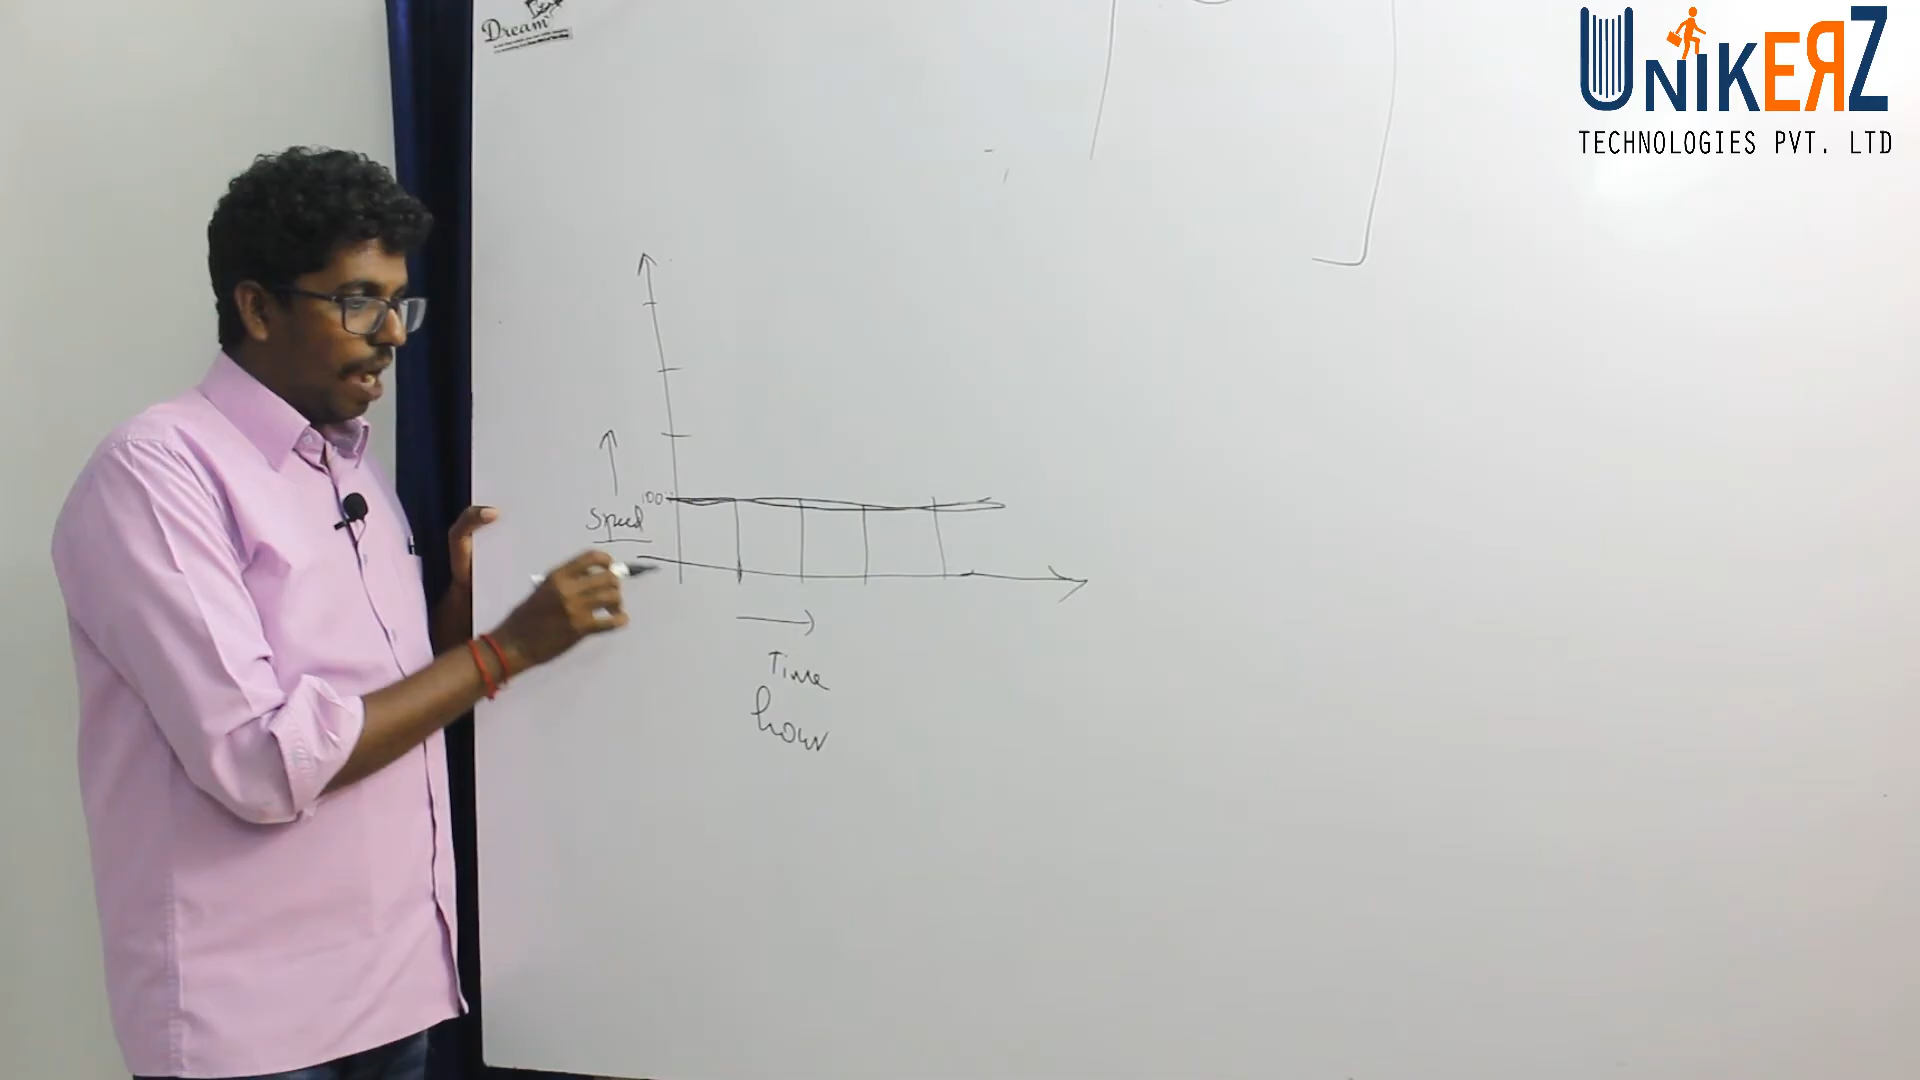 Dream
UNIKERZ
TECHNOLOGIES PVT. LTD
100
Speed
Time
hour